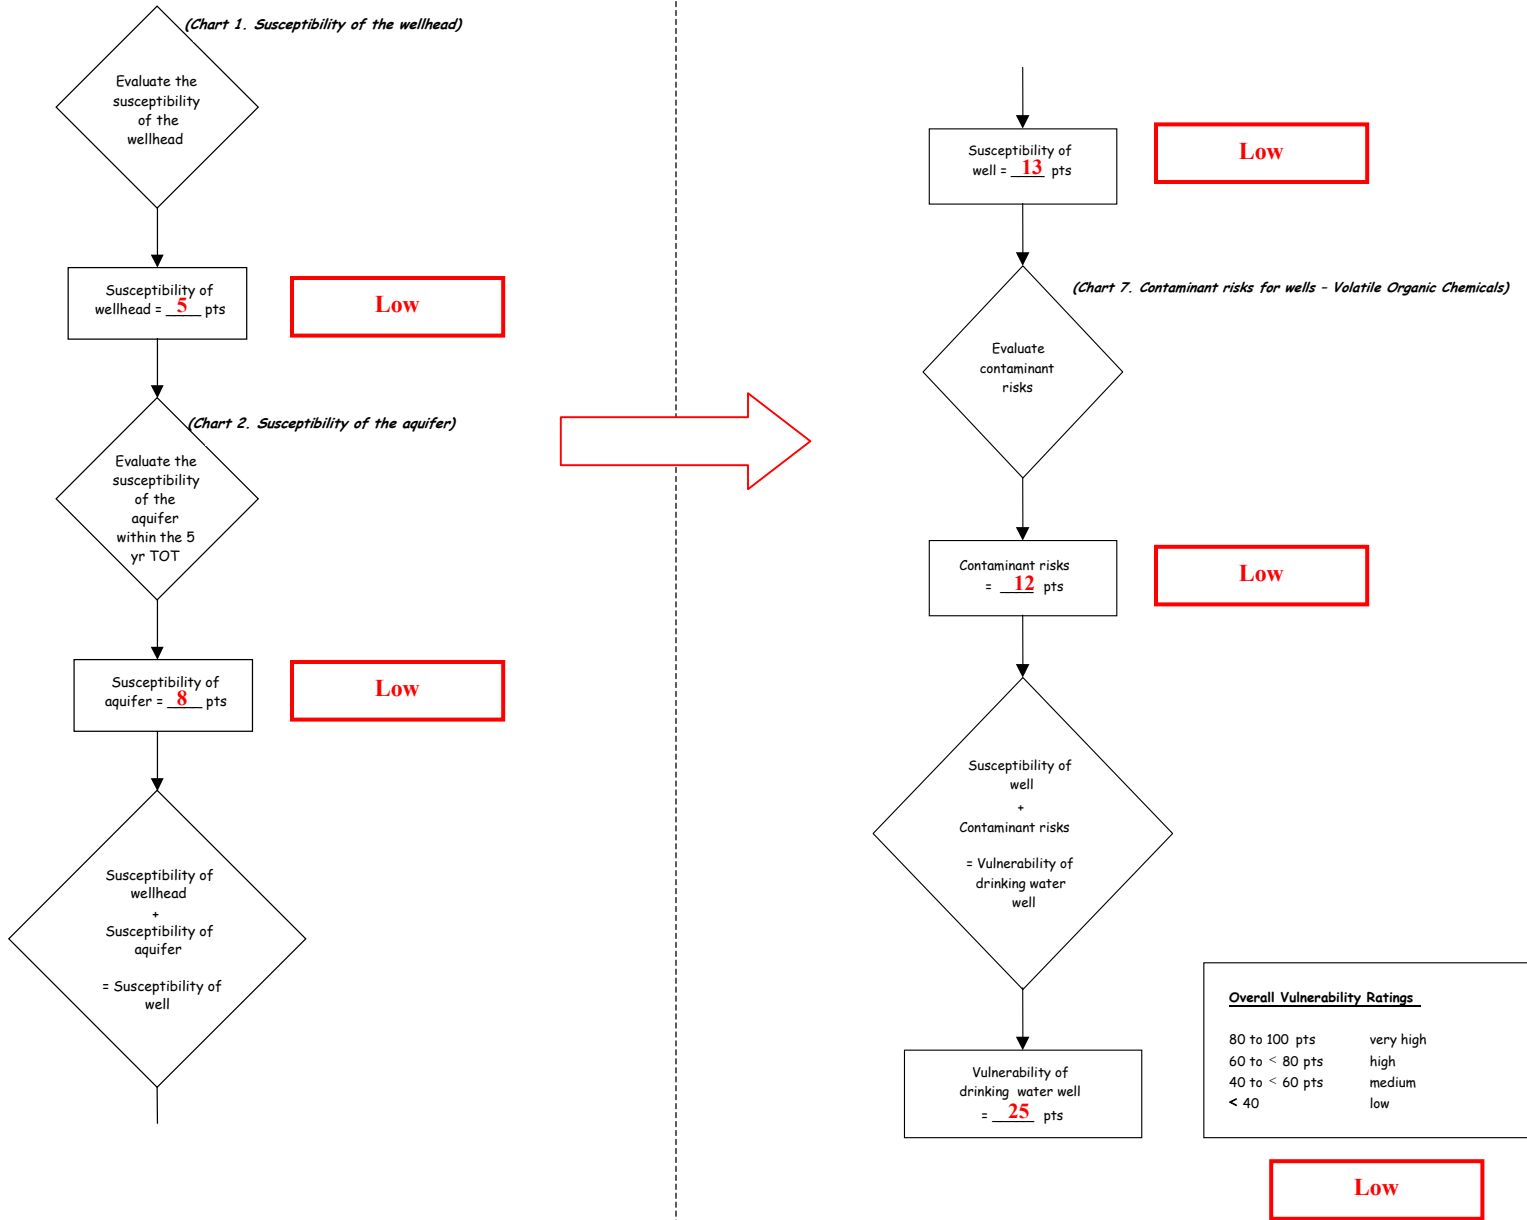 (Chart 1. Susceptibility of the wellhead)
Evaluate the
susceptibility
of the
wellhead
Susceptibility of
wellhead = 5 pts
Low
(Chart 2. Susceptibility of the aquifer)
Evaluate the
susceptibility
of the
aquifer
within the 5
yr TOT
Susceptibility of
aquifer = 8 pts
Low
Susceptibility of
wellhead
+
Susceptibility of
aquifer
= Susceptibility of
well
Susceptibility of
well = 13 pts
Low
(Chart 7. Contaminant risks for wells – Volatile Organic Chemicals)
Evaluate
contaminant
risks
Contaminant risks
= 12 pts
Low
Susceptibility of
well
+
Contaminant risks
= Vulnerability of
drinking water
well
Vulnerability of
drinking water well
= 25 pts
Overall Vulnerability Ratings
80 to 100 pts very high
60 to < 80 pts high
40 to < 60 pts medium
< 40 low
Low